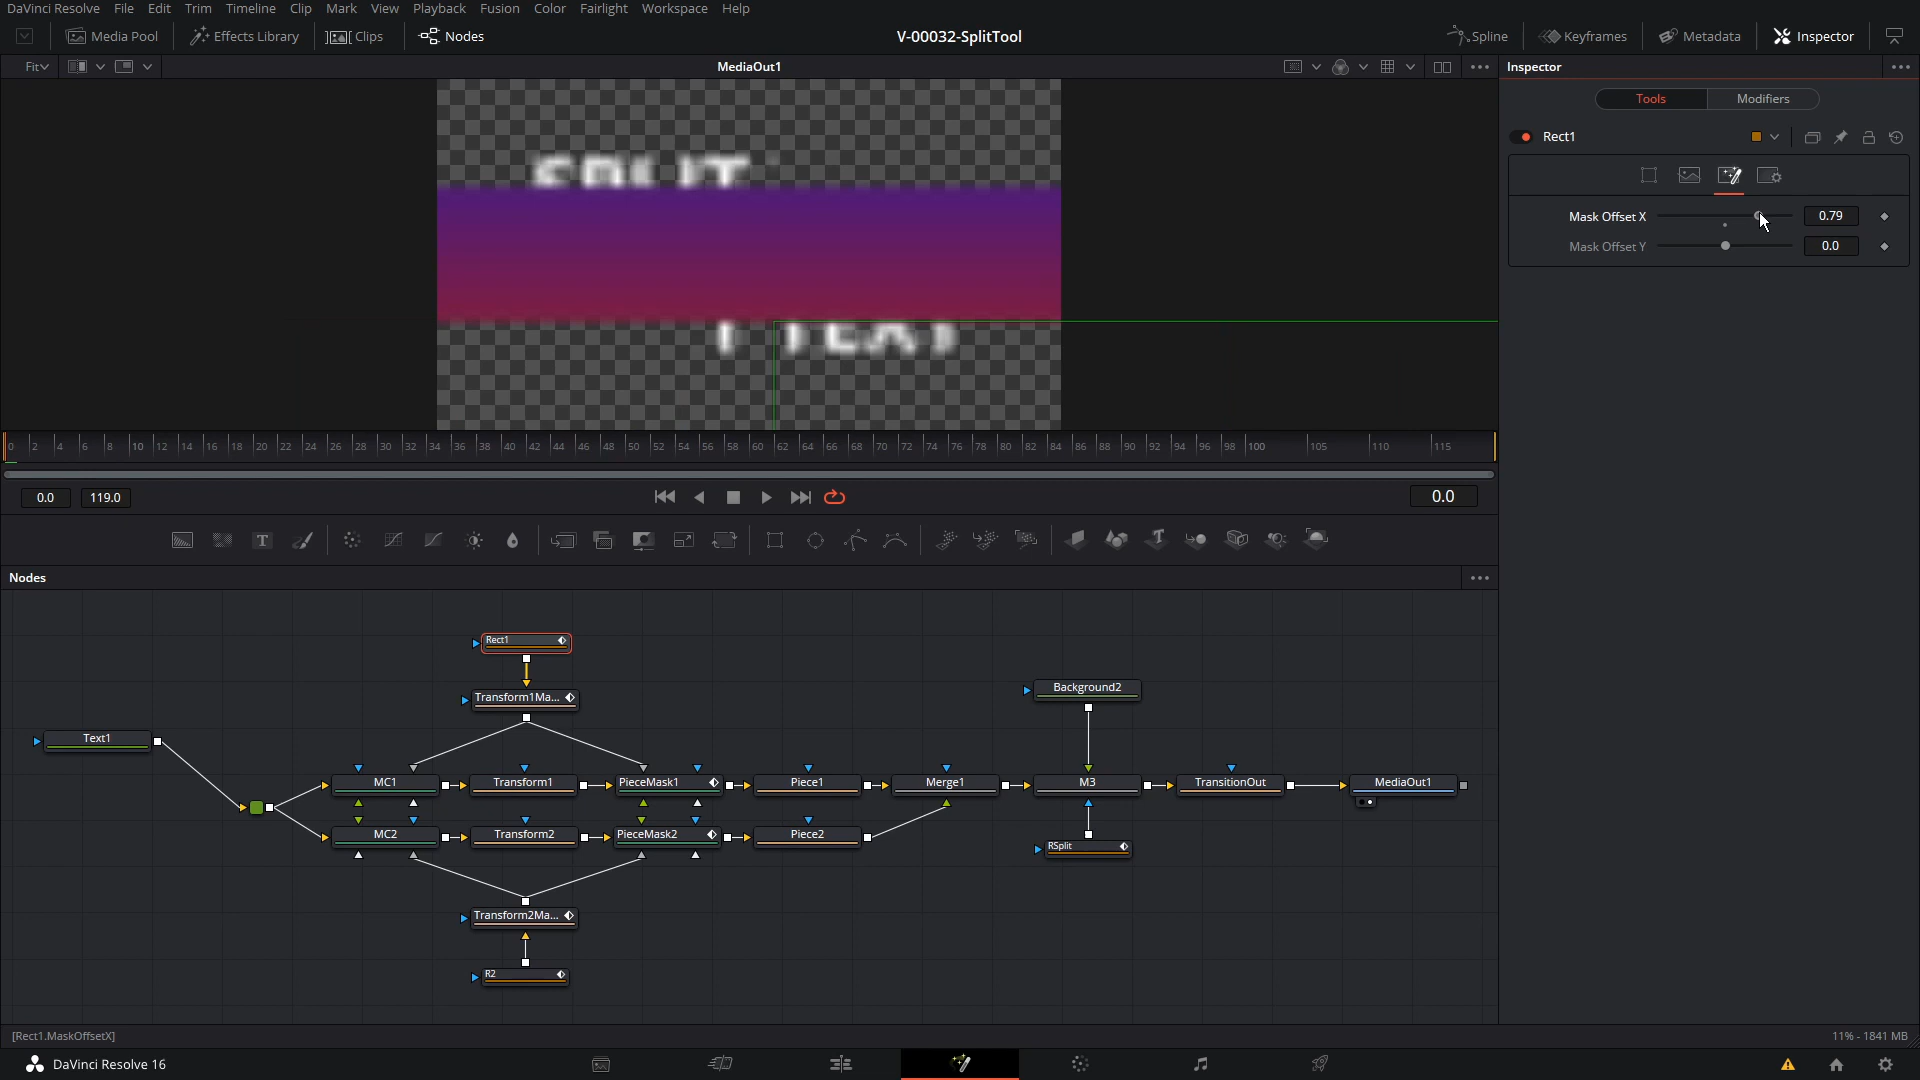 DaVinci Resolve File Edit Trim Timeline Clip Mark View Playback Fusion Color Fairlight Workspace Help
Media Pool Effects Library Clips Nodes V-00032-SplitTool Spline Keyframes Metadata Inspector
Fit MediaOut1 Inspector
Tools Modifiers
Rect1
Mask Offset X 0.79
Mask Offset Y 0.0
0 2 4 6 8 10 12 14 16 18 20 22 24 26 28 30 32 34 36 38 40 42 44 46 48 50 52 54 56 58 60 62 64 66 68 70 72 74 76 78 80 82 84 86 88 90 92 94 96 98 100 105 110 115
0.0 119.0 0.0
Nodes
Rect1
Background2
Transform1Ma...
Text1
MC1 Transform1 PieceMask1 Piece1 Merge1 M3 TransitionOut MediaOut1
MC2 Transform2 PieceMask2 Piece2
RSplit
Transform2Ma...
R2
[Rect1.MaskOffsetX] 11% - 1841 MB
DaVinci Resolve 16